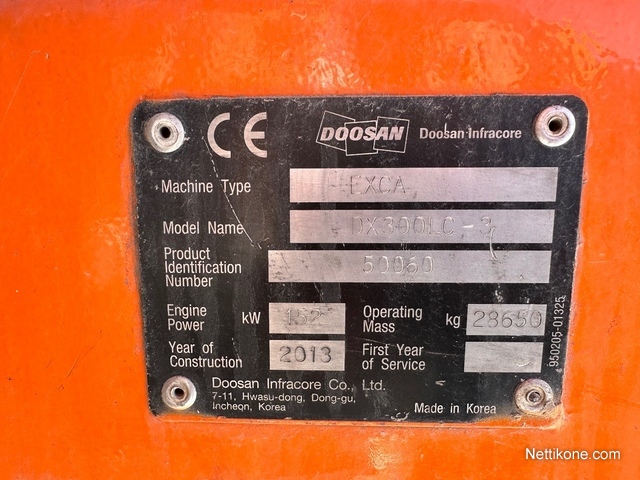 CE DOOSAN Doosan Infracore
Machine Type EXCA
Model Name DX300LC-3
Product
Identification
Number 50060
Engine
Power kW 152 Operating
Mass kg 28650
Year of
Construction 2013 First Year
of Service
950205-01325
Doosan Infracore Co., Ltd.
7-11, Hwasu-dong, Dong-gu,
Incheon, Korea
Made in Korea
Nettikone.com